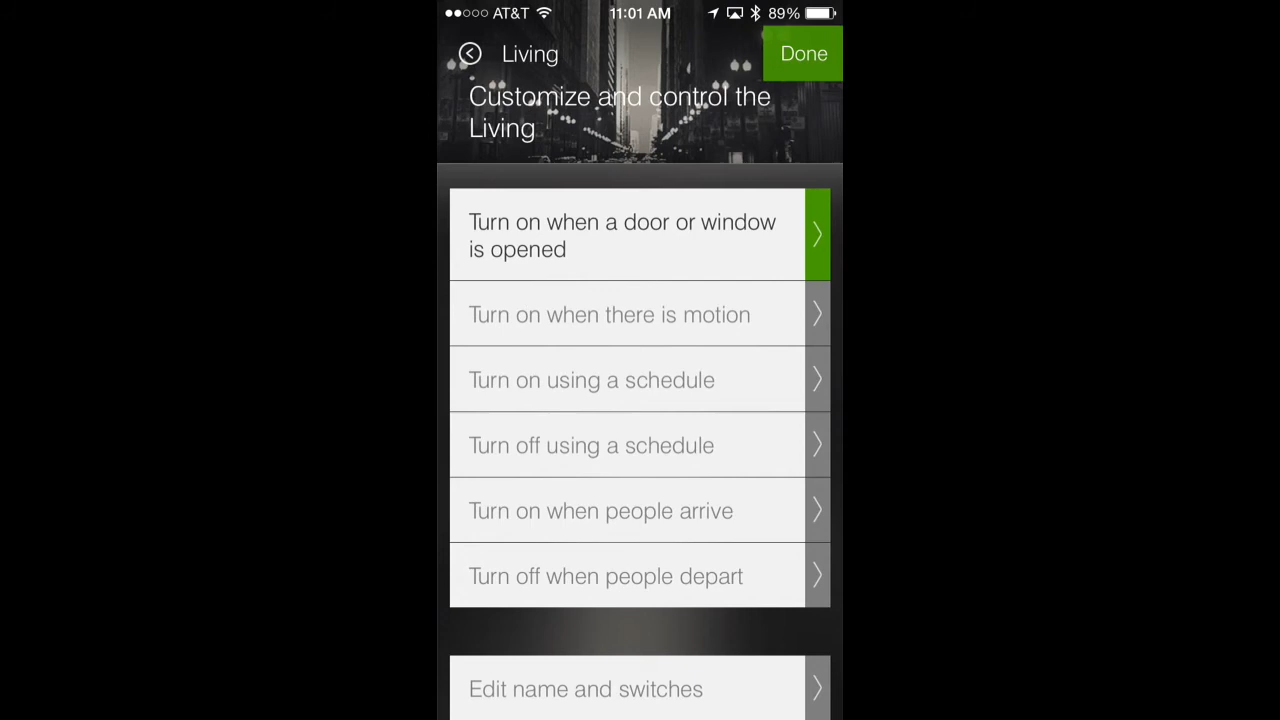 AT&T 11:01 AM 89%
Living Done
Customize and control the
Living
Turn on when a door or window
is opened
Turn on when there is motion
Turn on using a schedule
Turn off using a schedule
Turn on when people arrive
Turn off when people depart
Edit name and switches